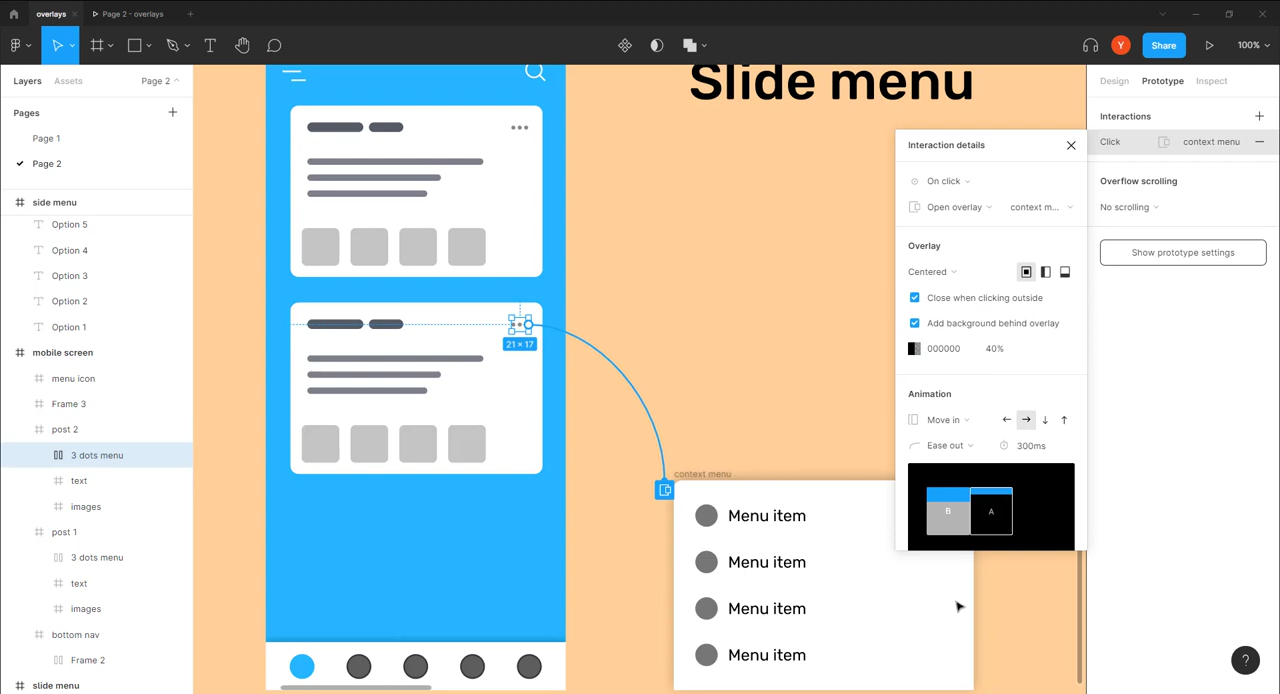 overlays
Page 2 - overlays
Y
Share
100%
Layers
Assets
Page 2
Pages
Page 1
Page 2
side menu
Option 5
Option 4
Option 3
Option 2
Option 1
mobile screen
menu icon
Frame 3
post 2
3 dots menu
text
images
post 1
3 dots menu
text
images
bottom nav
Frame 2
slide menu
Slide menu
21 × 17
context menu
Menu item
Menu item
Menu item
Menu item
Interaction details
On click
Open overlay context m...
Overlay
Centered
Close when clicking outside
Add background behind overlay
000000 40%
Animation
Move in
Ease out 300ms
B A
Design
Prototype
Inspect
Interactions
Click context menu
Overflow scrolling
No scrolling
Show prototype settings
?